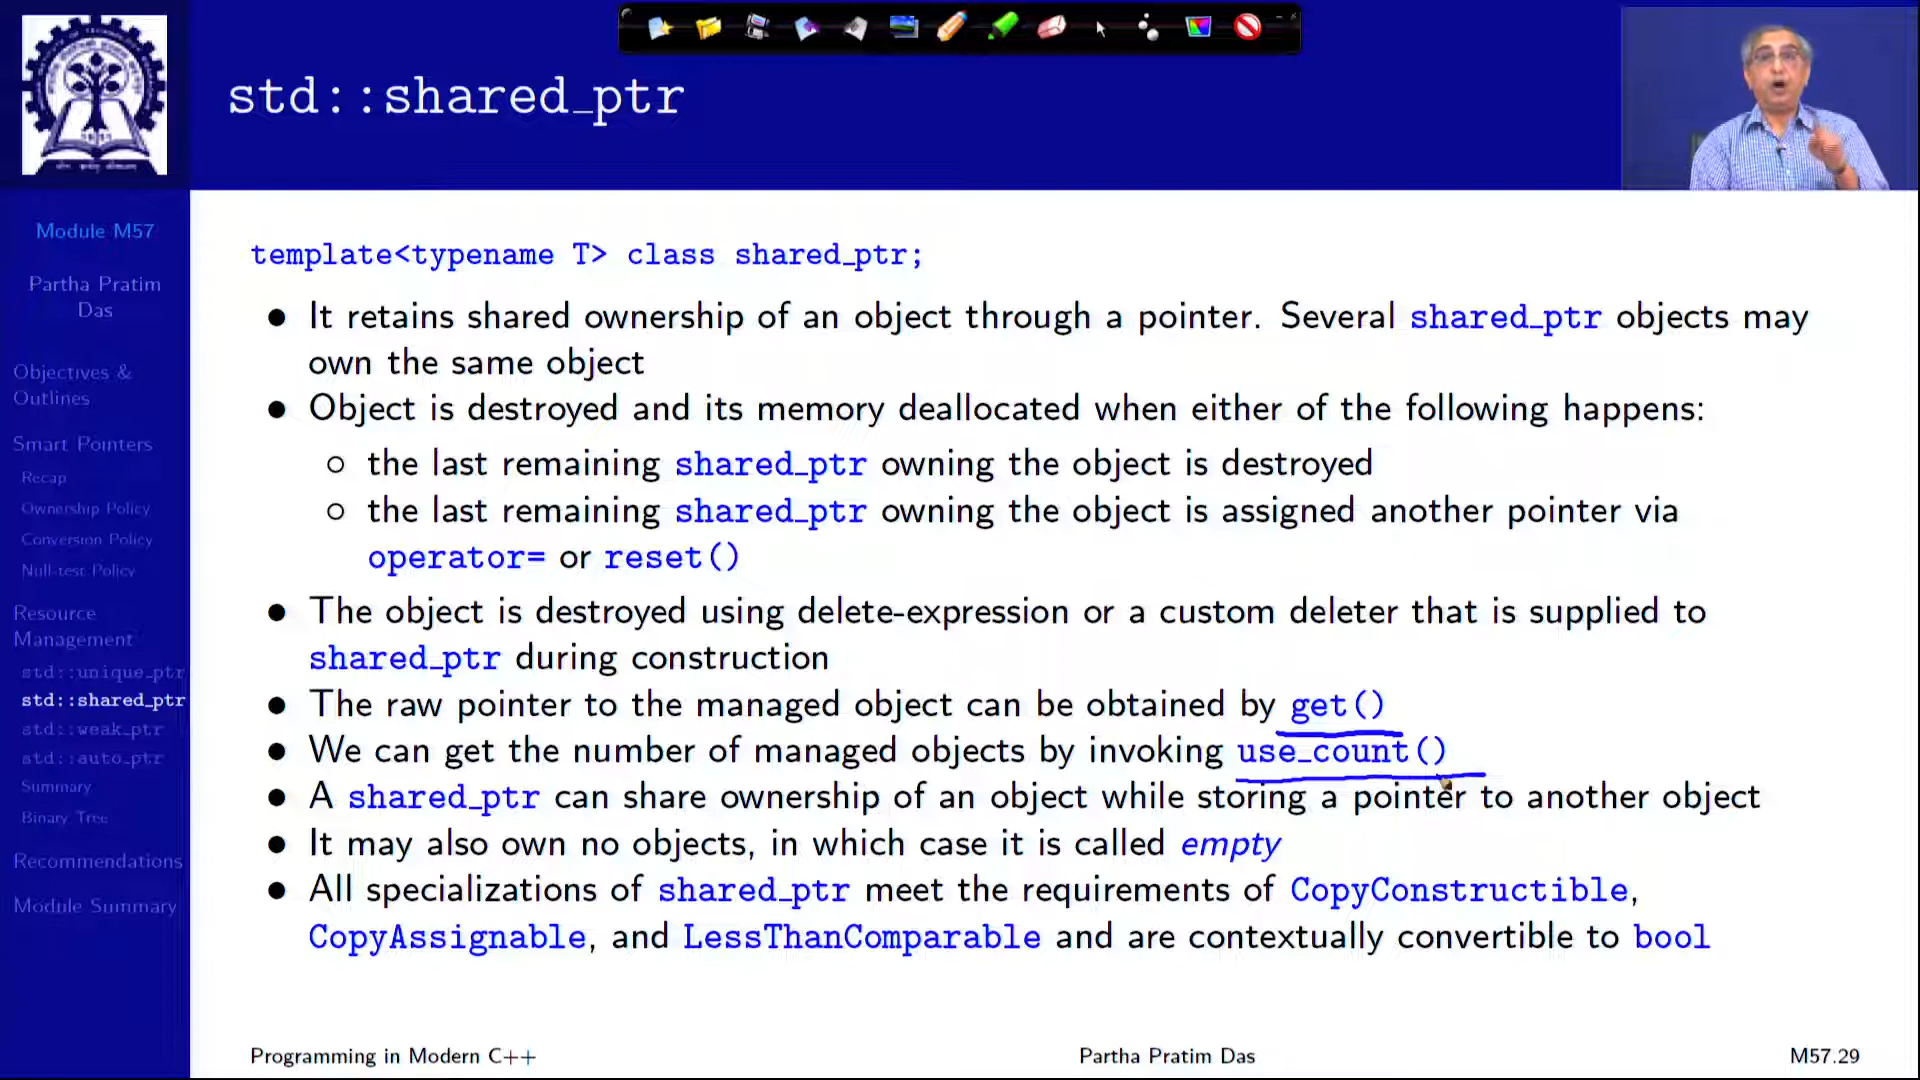 std::shared_ptr
Module M57
Partha Pratim
Das
Objectives &
Outlines
Smart Pointers
Recap
Ownership Policy
Conversion Policy
Null-test Policy
Resource
Management
std::unique_ptr
std::shared_ptr
std::weak_ptr
std::auto_ptr
Summary
Binary Tree
Recommendations
Module Summary
template<typename T> class shared_ptr;
● It retains shared ownership of an object through a pointer. Several shared_ptr objects may
own the same object
● Object is destroyed and its memory deallocated when either of the following happens:
○ the last remaining shared_ptr owning the object is destroyed
○ the last remaining shared_ptr owning the object is assigned another pointer via
operator= or reset()
● The object is destroyed using delete-expression or a custom deleter that is supplied to
shared_ptr during construction
● The raw pointer to the managed object can be obtained by get()
● We can get the number of managed objects by invoking use_count()
● A shared_ptr can share ownership of an object while storing a pointer to another object
● It may also own no objects, in which case it is called empty
● All specializations of shared_ptr meet the requirements of CopyConstructible,
CopyAssignable, and LessThanComparable and are contextually convertible to bool
Programming in Modern C++
Partha Pratim Das
M57.29